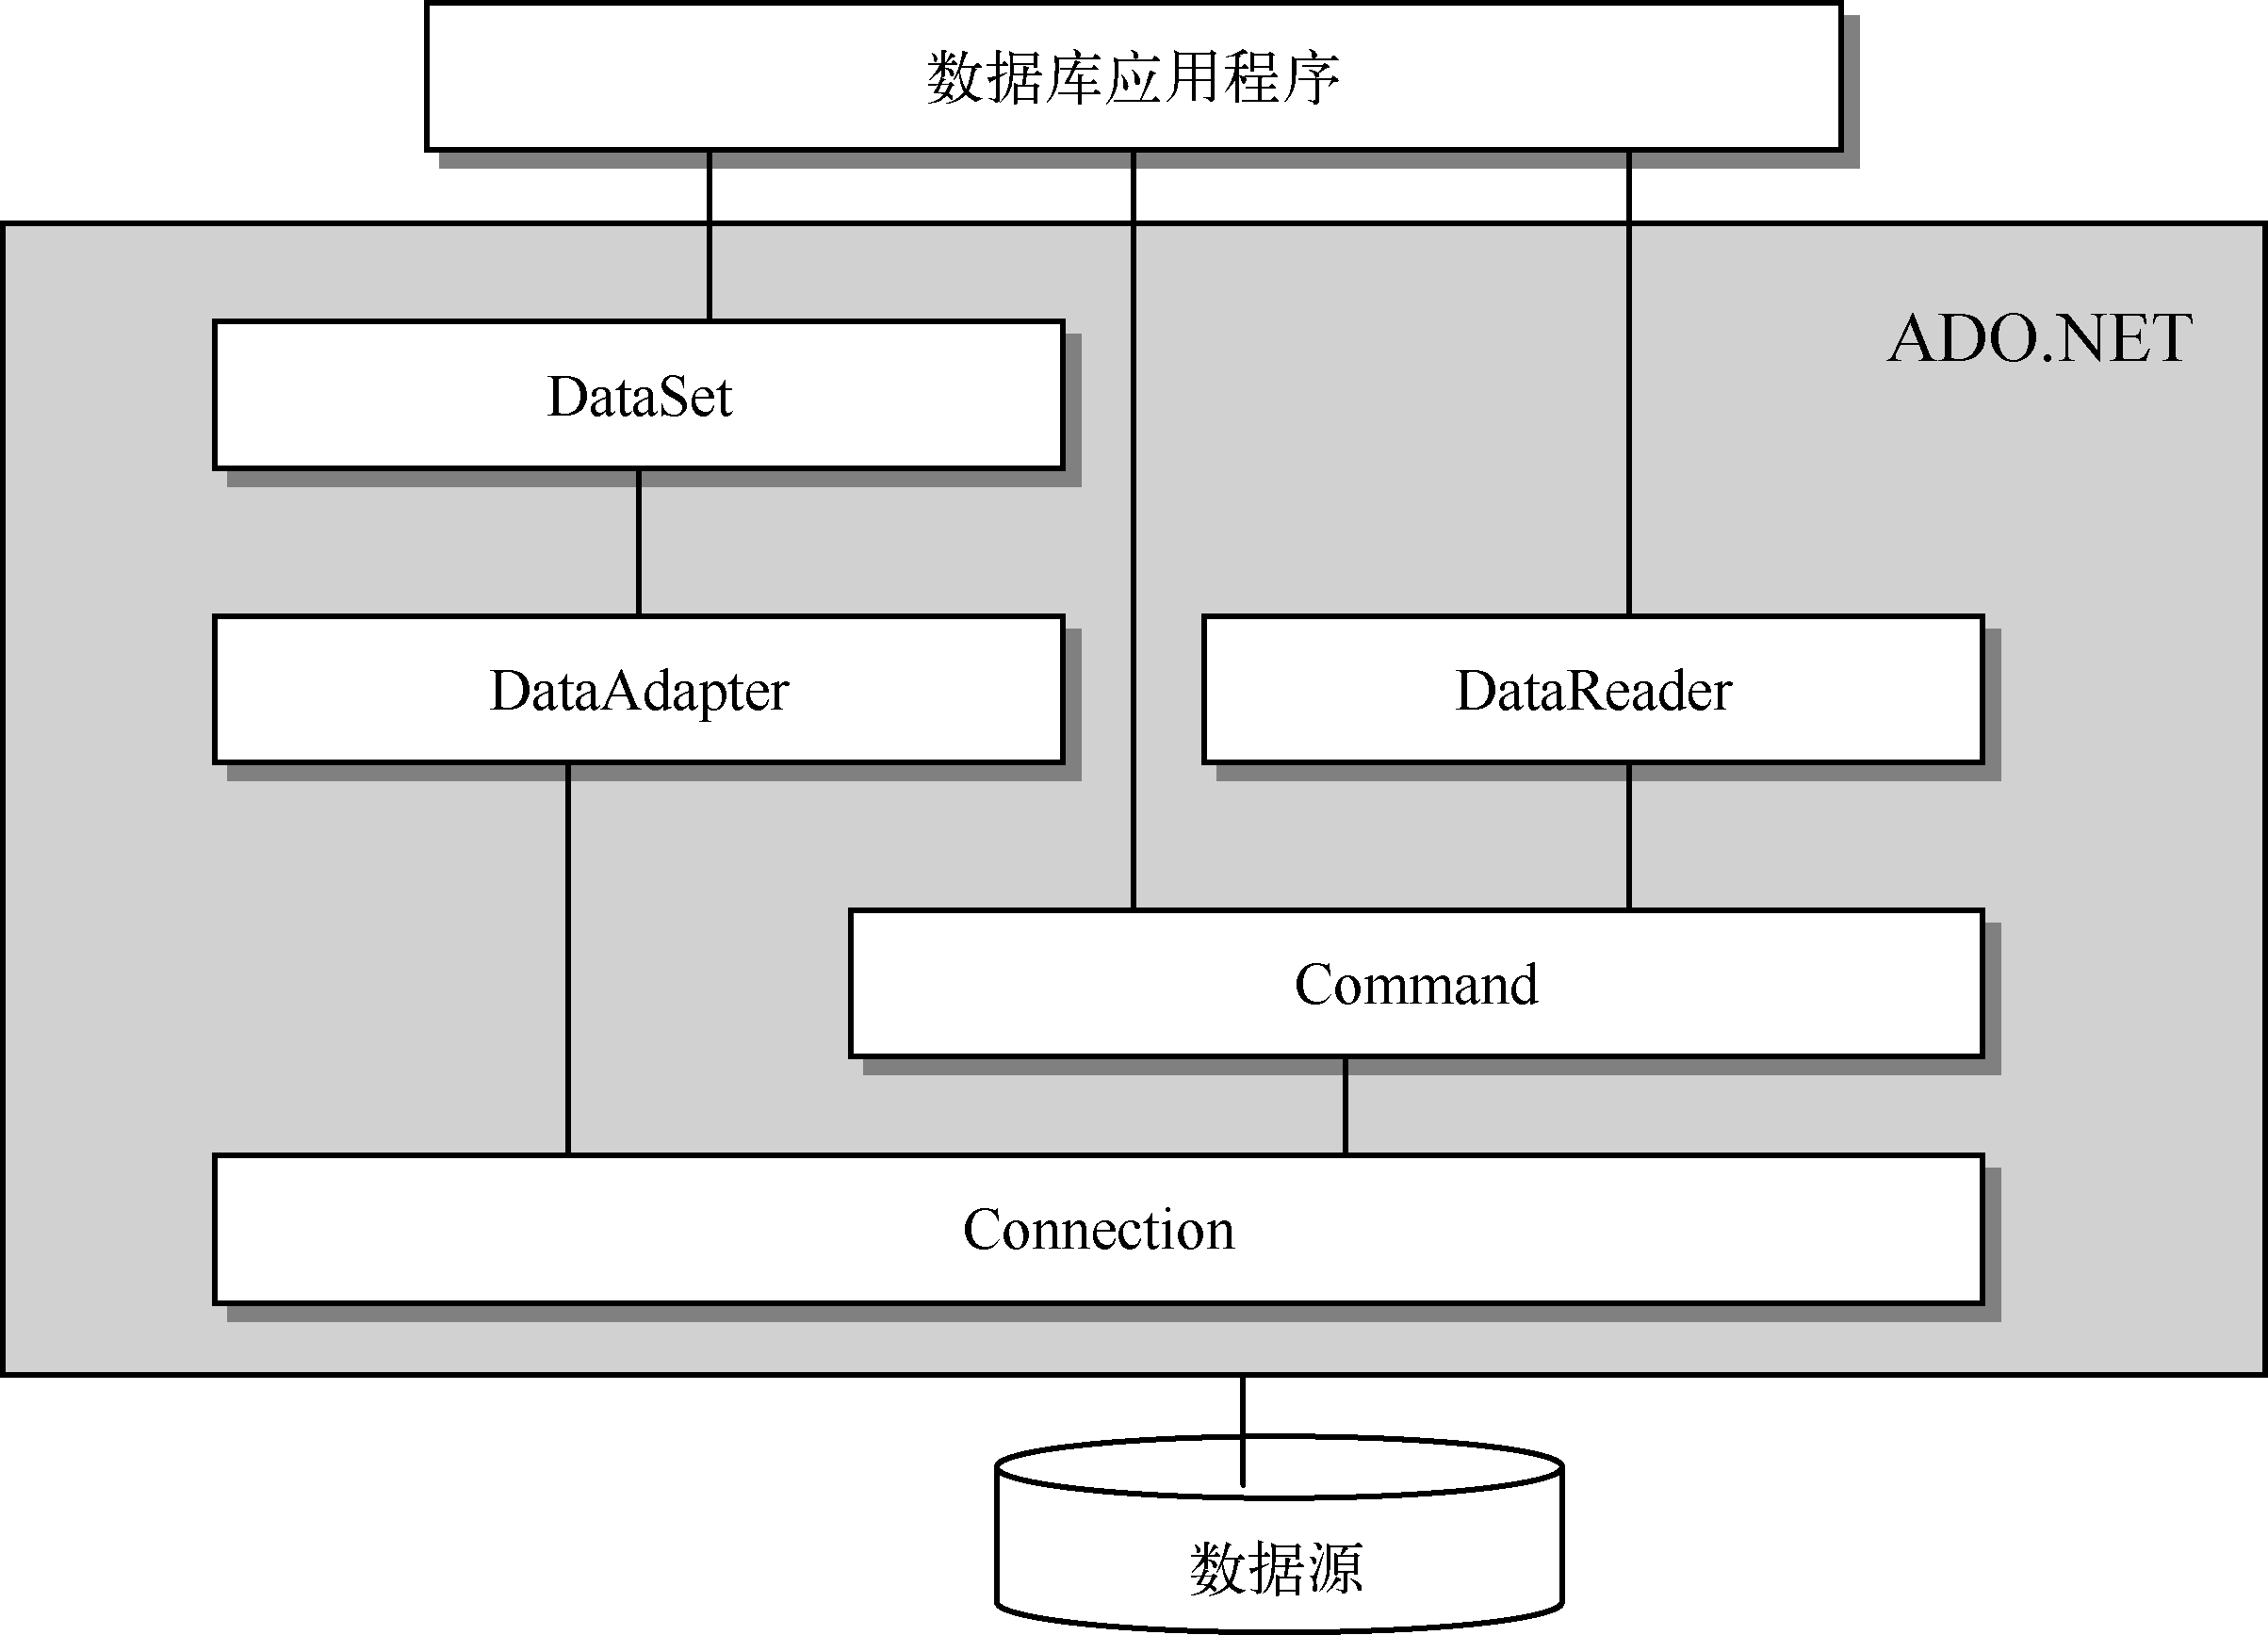 数据库应用程序
ADO.NET
DataSet
DataAdapter
DataReader
Command
Connection
数据源